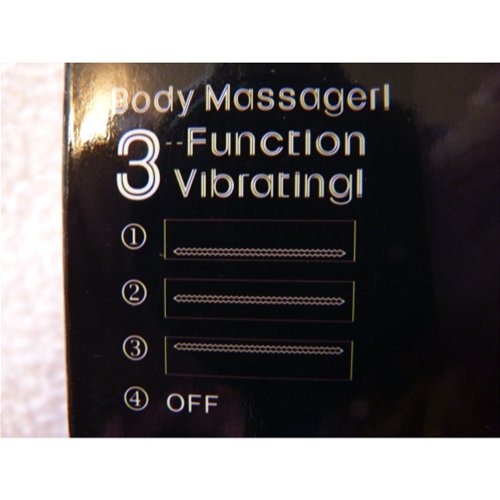 Body Massager!
3--Function
Vibrating!
①
②
③
④ OFF